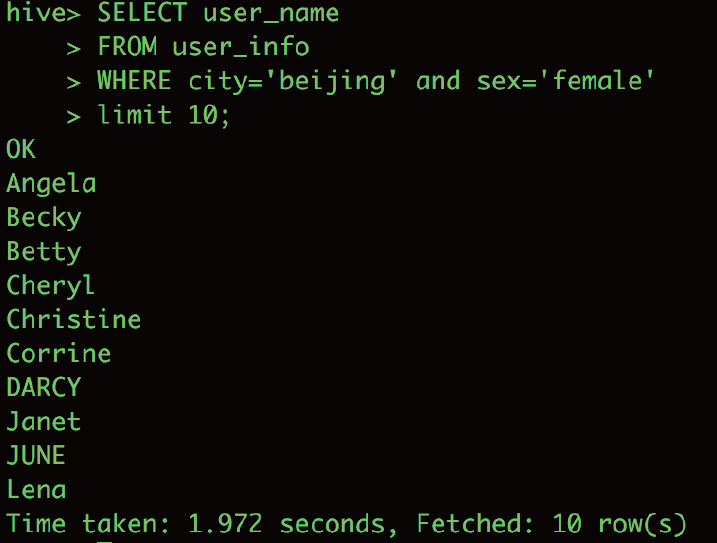 hive> SELECT user_name
    > FROM user_info
    > WHERE city='beijing' and sex='female'
    > limit 10;
OK
Angela
Becky
Betty
Cheryl
Christine
Corrine
DARCY
Janet
JUNE
Lena
Time taken: 1.972 seconds, Fetched: 10 row(s)